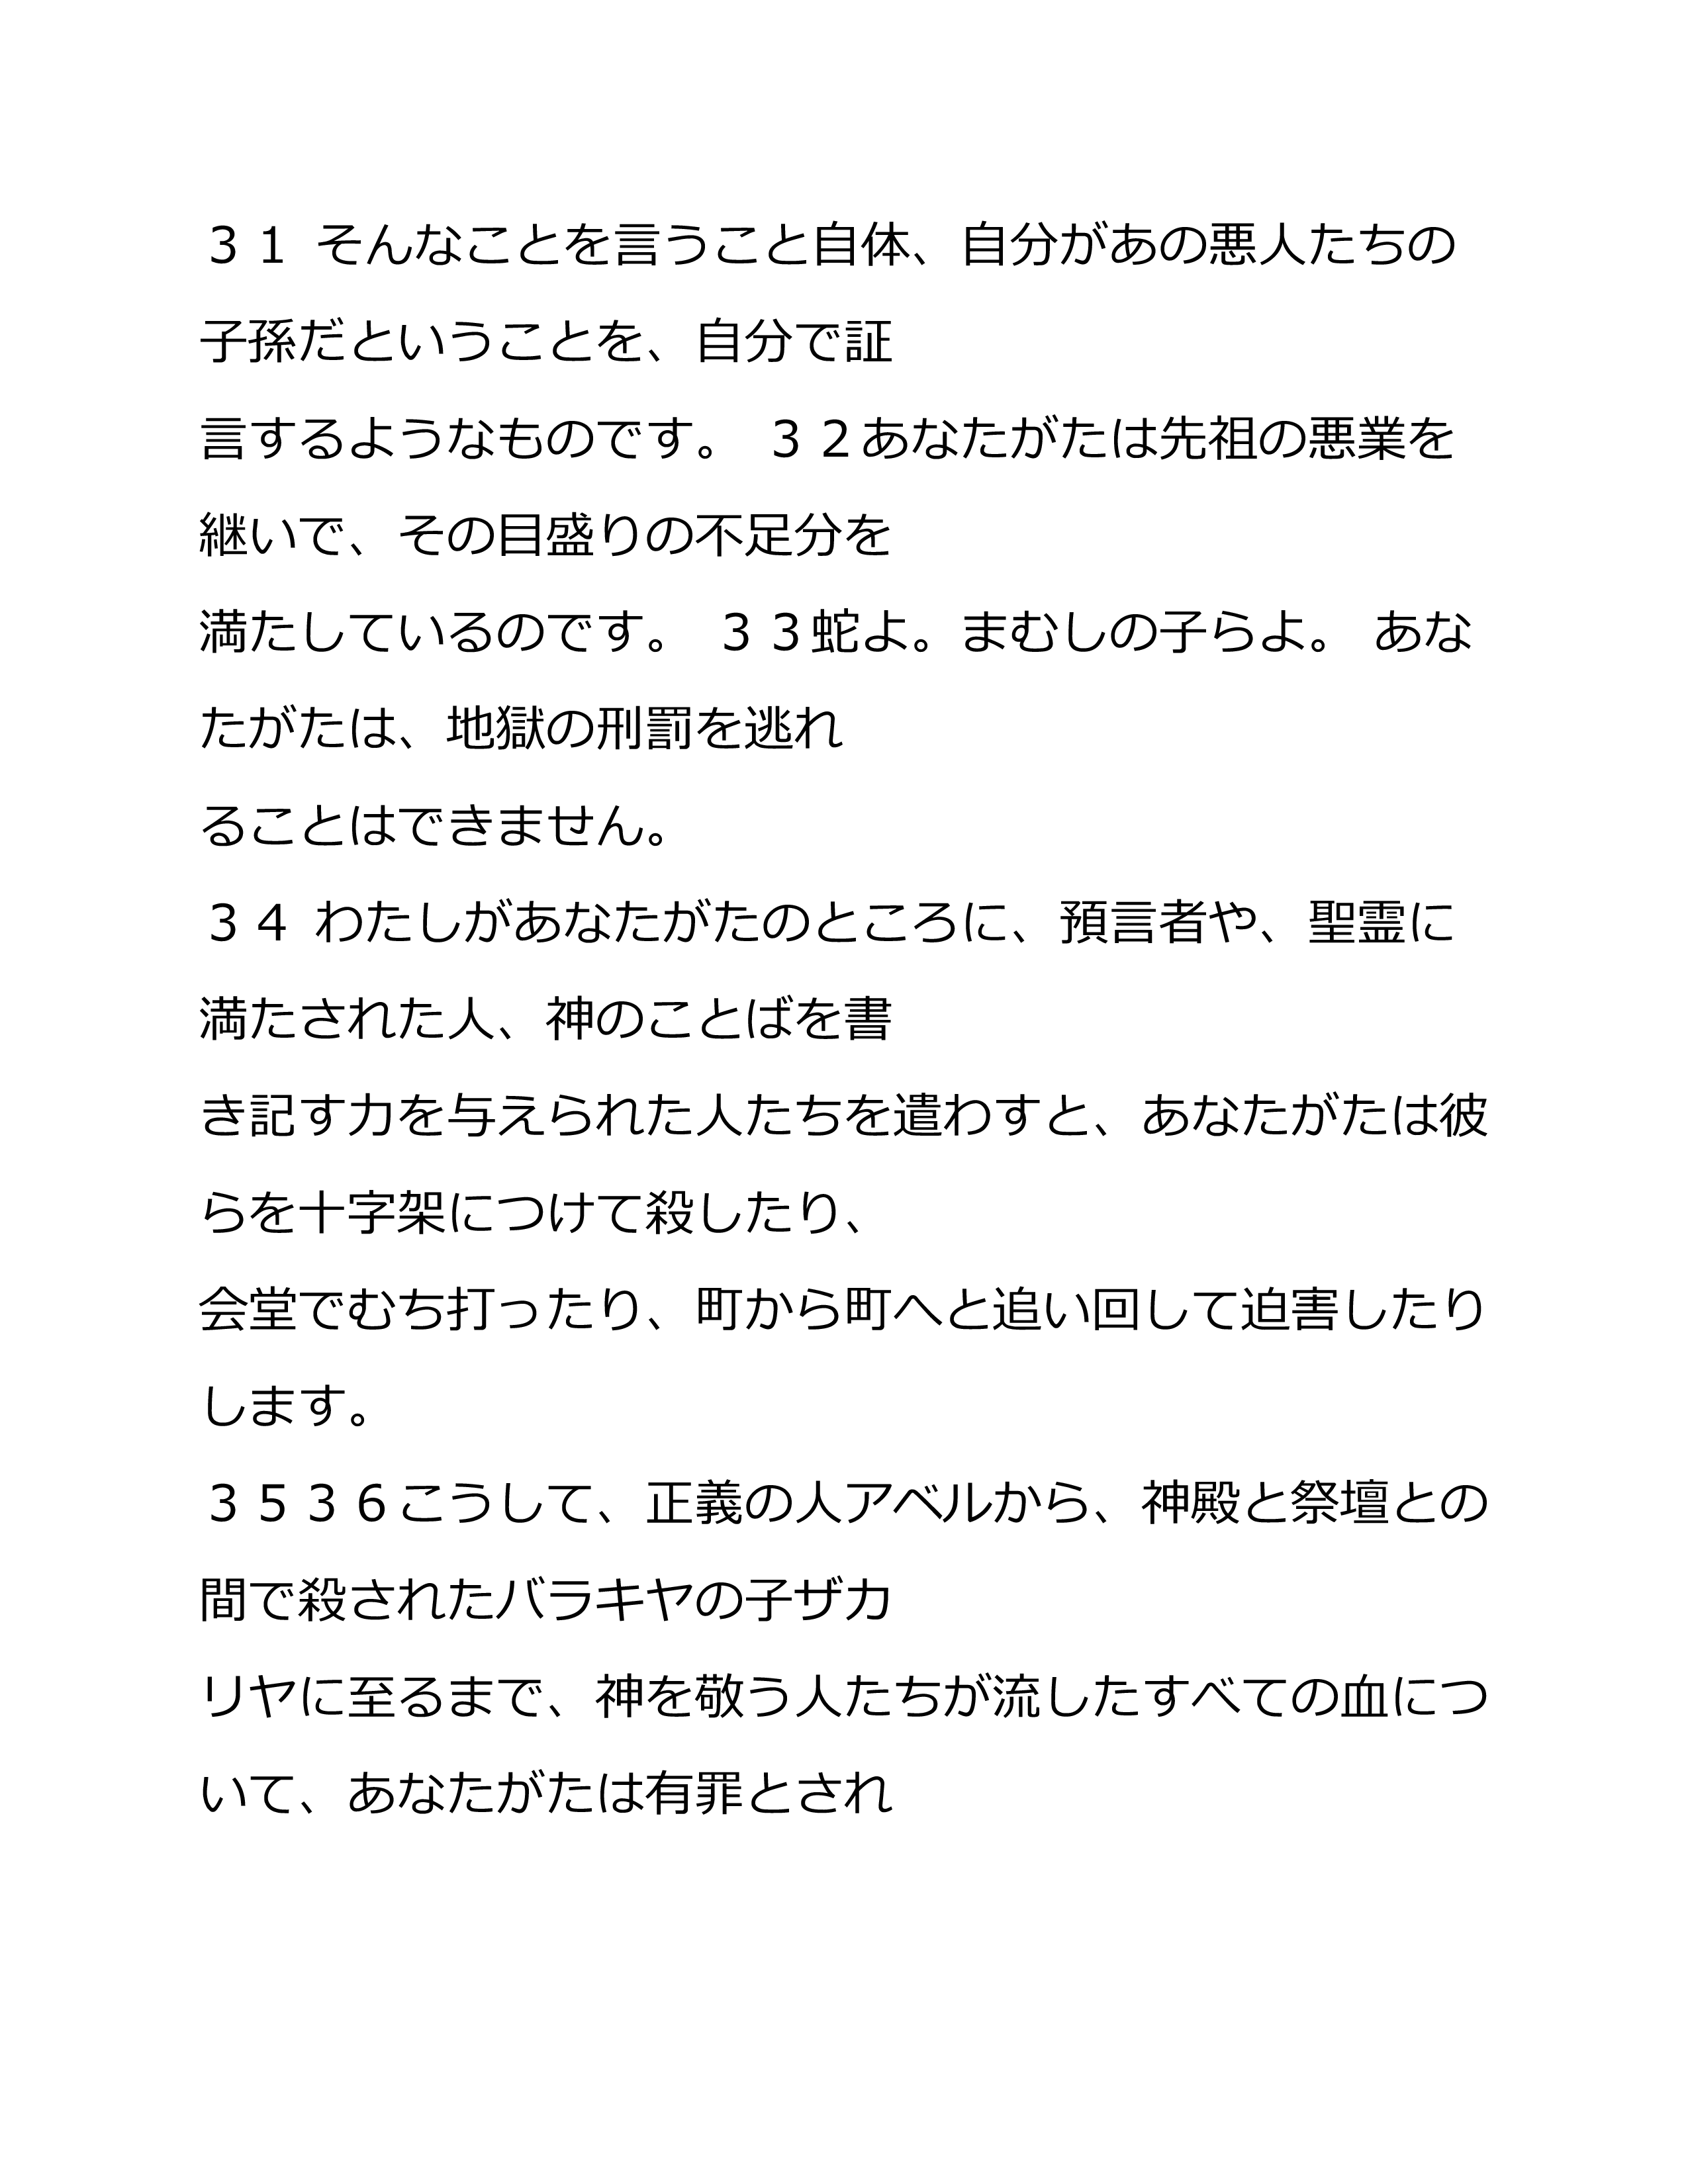 ３１ そんなことを言うこと自体、自分があの悪人たちの
子孫だということを、自分で証
言するようなものです。 ３２あなたがたは先祖の悪業を
継いで、その目盛りの不足分を
満たしているのです。 ３３蛇よ。まむしの子らよ。 あな
たがたは、地獄の刑罰を逃れ
ることはできません。
３４ わたしがあなたがたのところに、預言者や、聖霊に
満たされた人、神のことばを書
き記す力を与えられた人たちを遣わすと、あなたがたは彼
らを十字架につけて殺したり、
会堂でむち打ったり、町から町へと追い回して迫害したり
します。
３５３６こうして、正義の人アベルから、神殿と祭壇との
間で殺されたバラキヤの子ザカ
リヤに至るまで、神を敬う人たちが流したすべての血につ
いて、あなたがたは有罪とされ